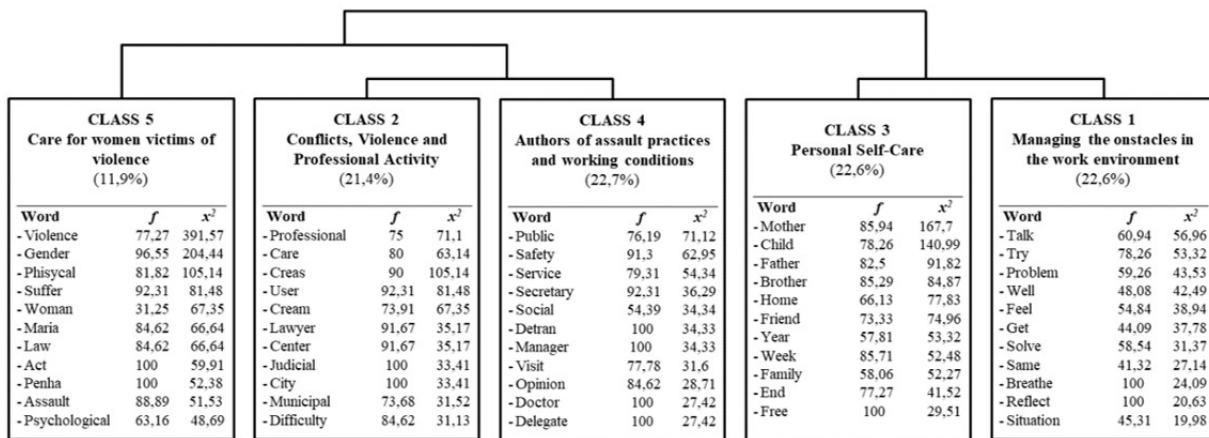 CLASS 5
Care for women victims of
violence
(11,9%)
Word f x²
- Violence 77,27 391,57
- Gender 96,55 204,44
- Phisycal 81,82 105,14
- Suffer 92,31 81,48
- Woman 31,25 67,35
- Maria 84,62 66,64
- Law 84,62 66,64
- Act 100 59,91
- Penha 100 52,38
- Assault 88,89 51,53
- Psychological 63,16 48,69
CLASS 2
Conflicts, Violence and
Professional Activity
(21,4%)
Word f x²
- Professional 75 71,1
- Care 80 63,14
- Creas 90 105,14
- User 92,31 81,48
- Cream 73,91 67,35
- Lawyer 91,67 35,17
- Center 91,67 35,17
- Judicial 100 33,41
- City 100 33,41
- Municipal 73,68 31,52
- Difficulty 84,62 31,13
CLASS 4
Authors of assault practices
and working conditions
(22,7%)
Word f x²
- Public 76,19 71,12
- Safety 91,3 62,95
- Service 79,31 54,34
- Secretary 92,31 36,29
- Social 54,39 34,34
- Detran 100 34,33
- Manager 100 34,33
- Visit 77,78 31,6
- Opinion 84,62 28,71
- Doctor 100 27,42
- Delegate 100 27,42
CLASS 3
Personal Self-Care
(22,6%)
Word f x²
- Mother 85,94 167,7
- Child 78,26 140,99
- Father 82,5 91,82
- Brother 85,29 84,87
- Home 66,13 77,83
- Friend 73,33 74,96
- Year 57,81 53,32
- Week 85,71 52,48
- Family 58,06 52,27
- End 77,27 41,52
- Free 100 29,51
CLASS 1
Managing the onstacles in
the work environment
(22,6%)
Word f x²
- Talk 60,94 56,96
- Try 78,26 53,32
- Problem 59,26 43,53
- Well 48,08 42,49
- Feel 54,84 38,94
- Get 44,09 37,78
- Solve 58,54 31,37
- Same 41,32 27,14
- Breathe 100 24,09
- Reflect 100 20,63
- Situation 45,31 19,98